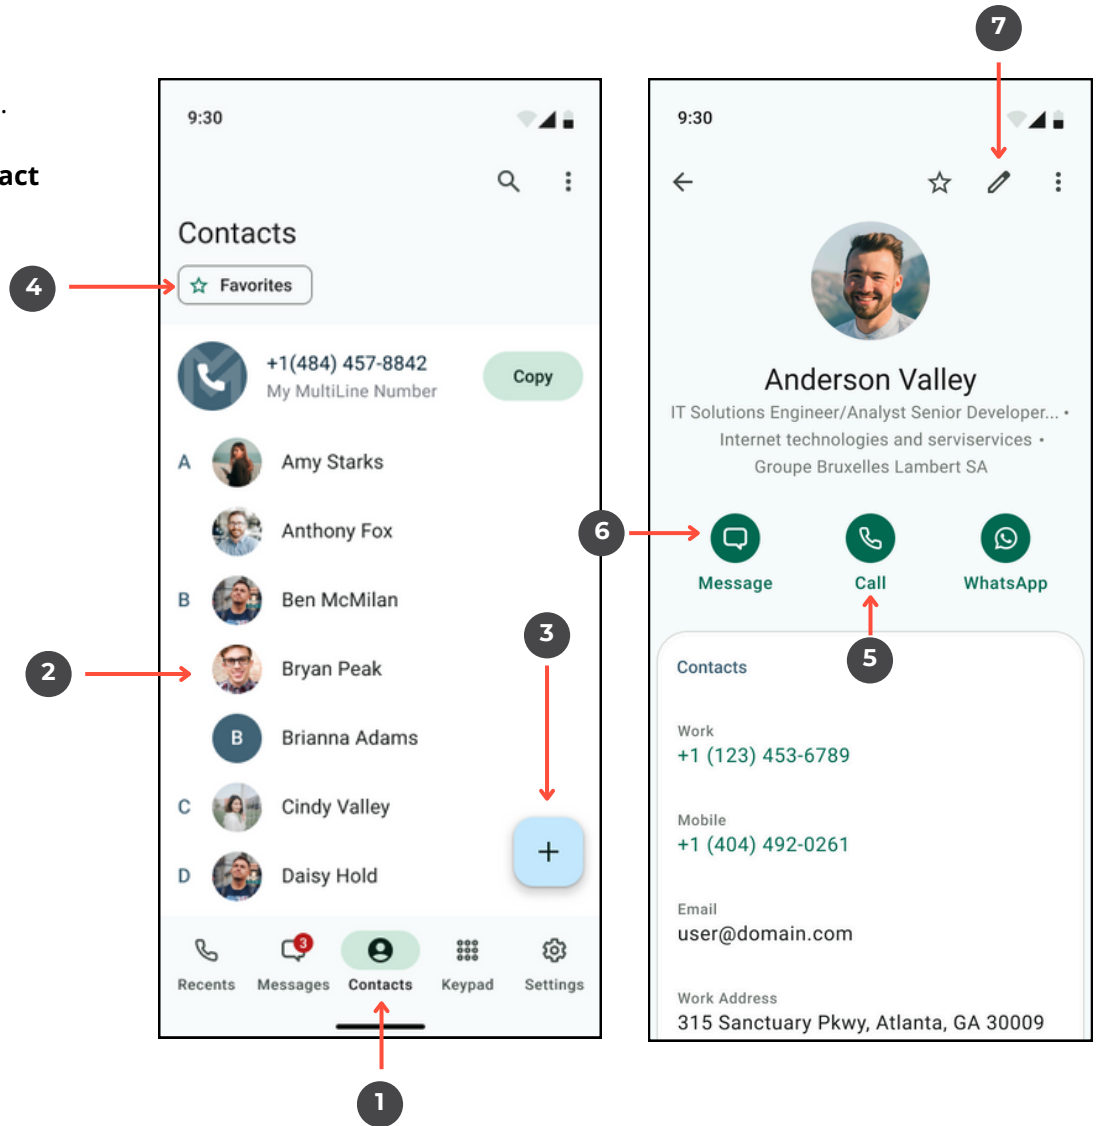 7
.
act
9:30
Contacts
4
Favorites
+1(484) 457-8842
My MultiLine Number
Copy
A
Amy Starks
Anthony Fox
B
Ben McMilan
3
2
Bryan Peak
B
Brianna Adams
C
Cindy Valley
+
D
Daisy Hold
3
Recents
Messages
Contacts
Keypad
Settings
1
9:30
Anderson Valley
IT Solutions Engineer/Analyst Senior Developer... •
Internet technologies and serviservices •
Groupe Bruxelles Lambert SA
6
Message
Call
WhatsApp
5
Contacts
Work
+1 (123) 453-6789
Mobile
+1 (404) 492-0261
Email
user@domain.com
Work Address
315 Sanctuary Pkwy, Atlanta, GA 30009